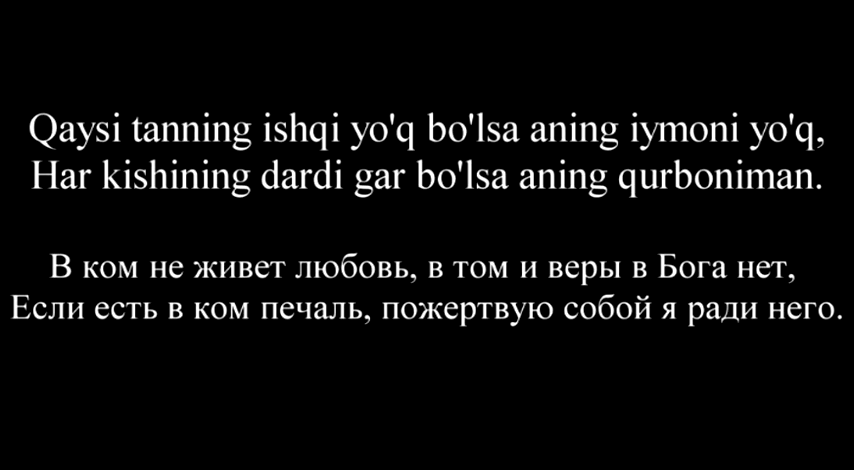 Qaysi tanning ishqi yo'q bo'lsa aning iymoni yo'q,
Har kishining dardi gar bo'lsa aning qurboniman.
В ком не живет любовь, в том и веры в Бога нет,
Если есть в ком печаль, пожертвую собой я ради него.